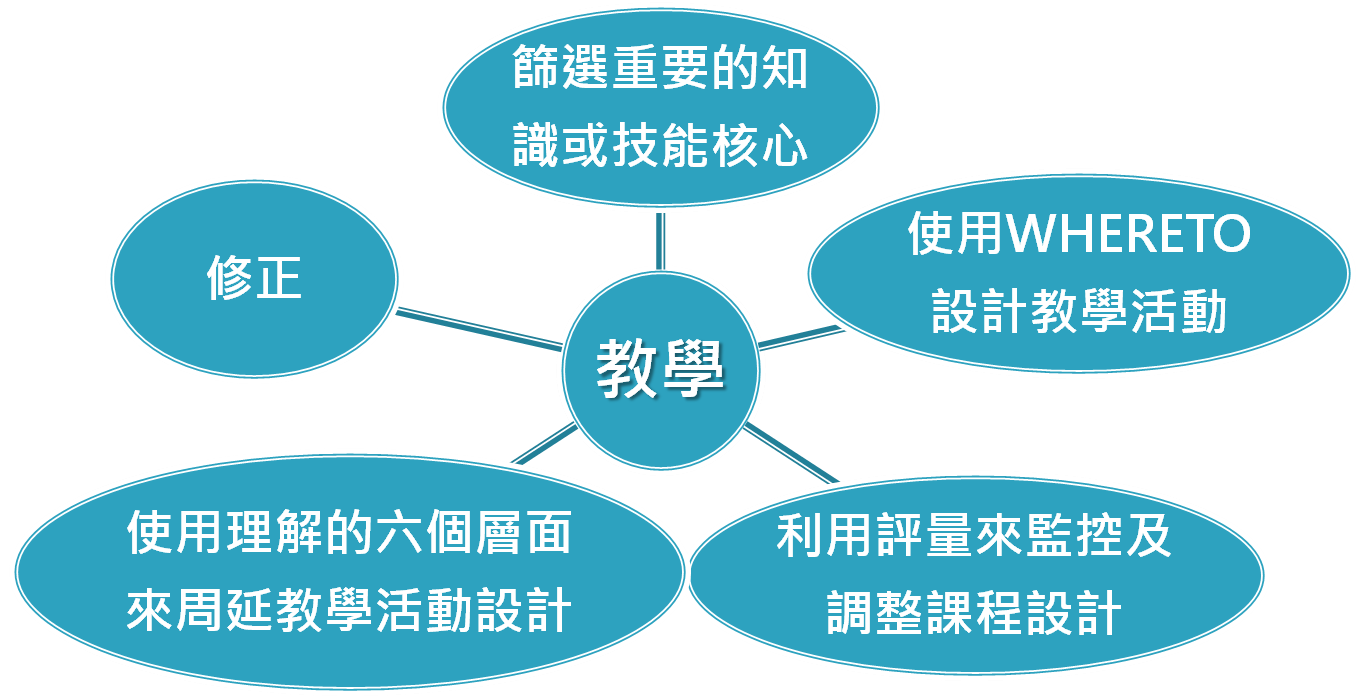 篩選重要的知
識或技能核心
使用WHERETO
設計教學活動
修正
教學
使用理解的六個層面
來周延教學活動設計
利用評量來監控及
調整課程設計